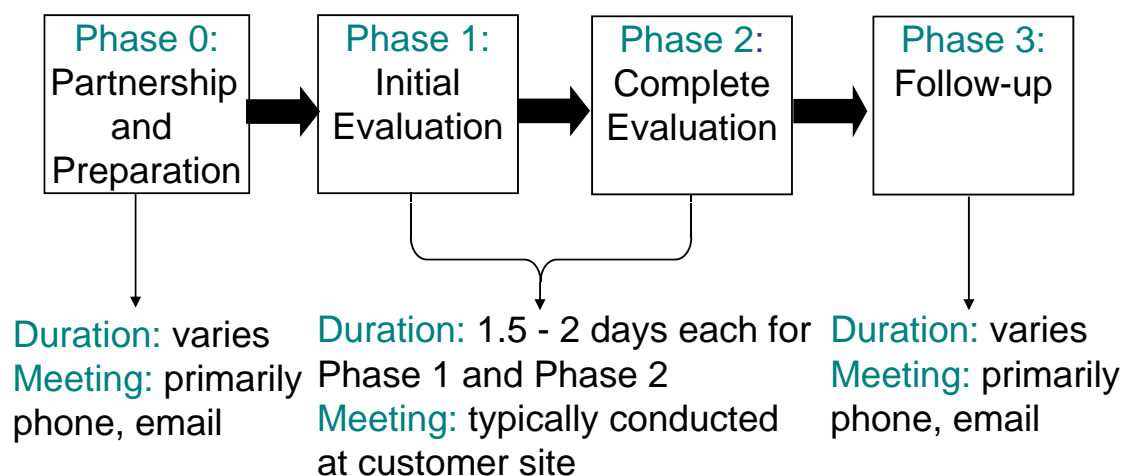 Phase 0:
Partnership
and
Preparation
Phase 1:
Initial
Evaluation
Phase 2:
Complete
Evaluation
Phase 3:
Follow-up
Duration: varies
Meeting: primarily
phone, email
Duration: 1.5 - 2 days each for
Phase 1 and Phase 2
Meeting: typically conducted
at customer site
Duration: varies
Meeting: primarily
phone, email